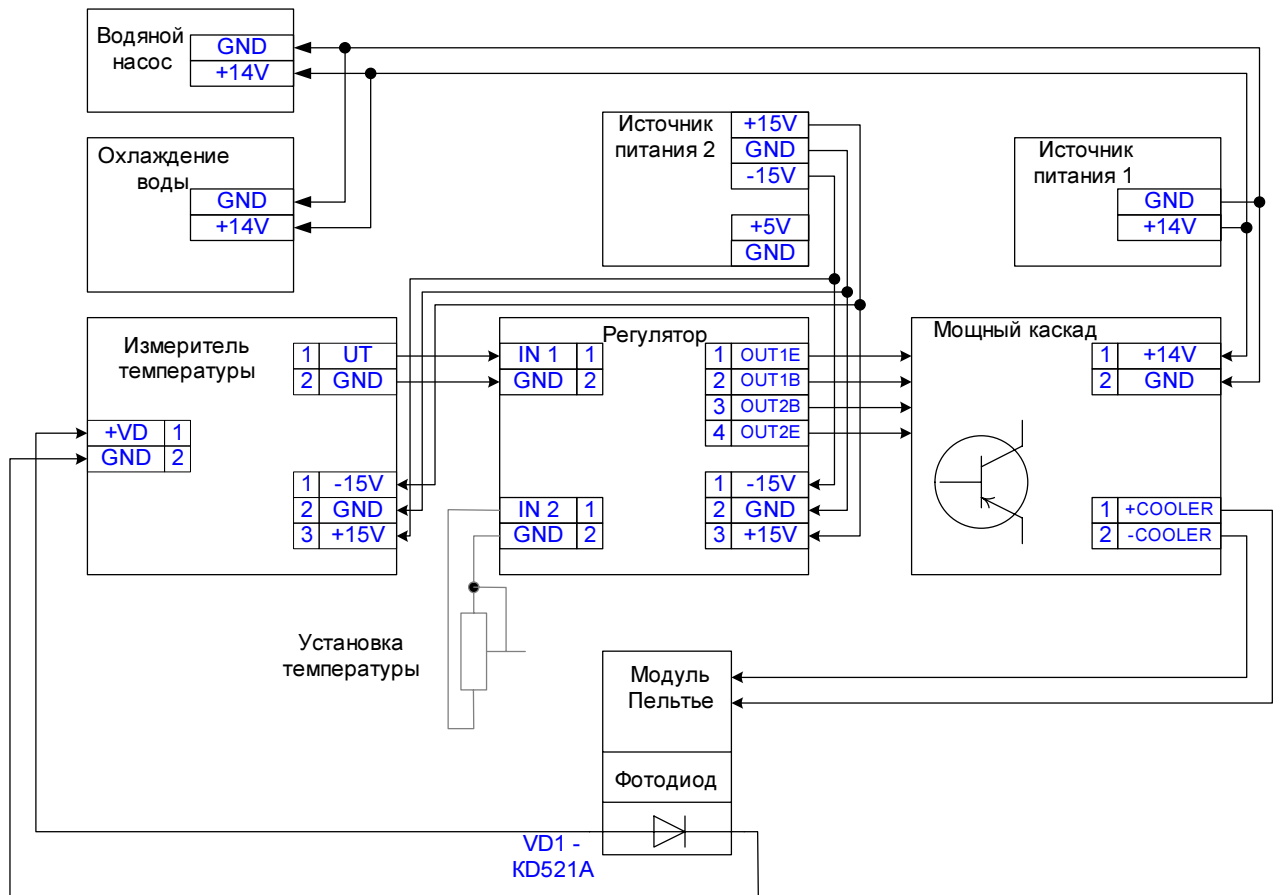 Водяной
насос
GND
+14V
Охлаждение
воды
GND
+14V
Источник
питания 2
+15V
GND
-15V
+5V
GND
Источник
питания 1
GND
+14V
Измеритель
температуры
1 UT
2 GND
+VD 1
GND 2
1 -15V
2 GND
3 +15V
Регулятор
IN 1 1
GND 2
1 OUT1E
2 OUT1B
3 OUT2B
4 OUT2E
IN 2 1
GND 2
1 -15V
2 GND
3 +15V
Мощный каскад
1 +14V
2 GND
1 +COOLER
2 -COOLER
Установка
температуры
Модуль
Пельтье
Фотодиод
VD1 -
KD521A